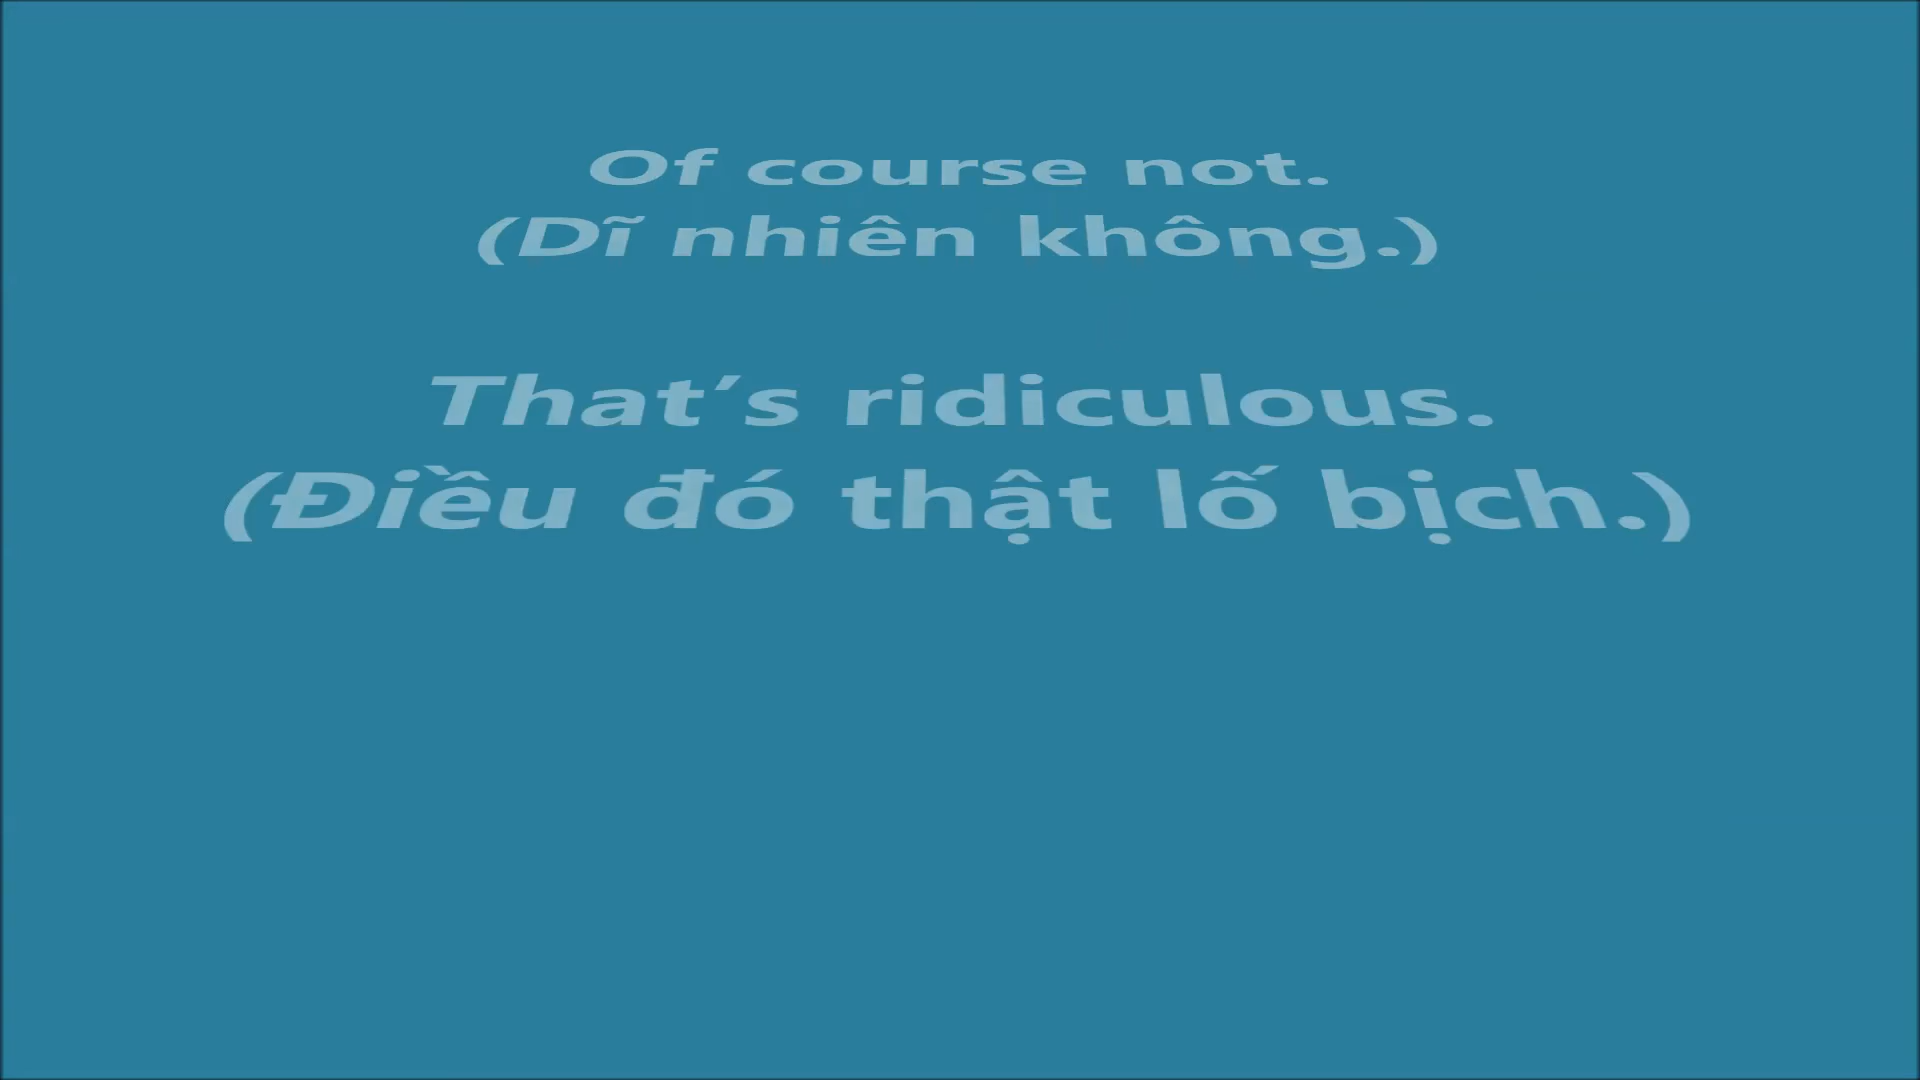 Of course not.
(Dĩ nhiên không.)
That's ridiculous.
(Điều đó thật lố bịch.)